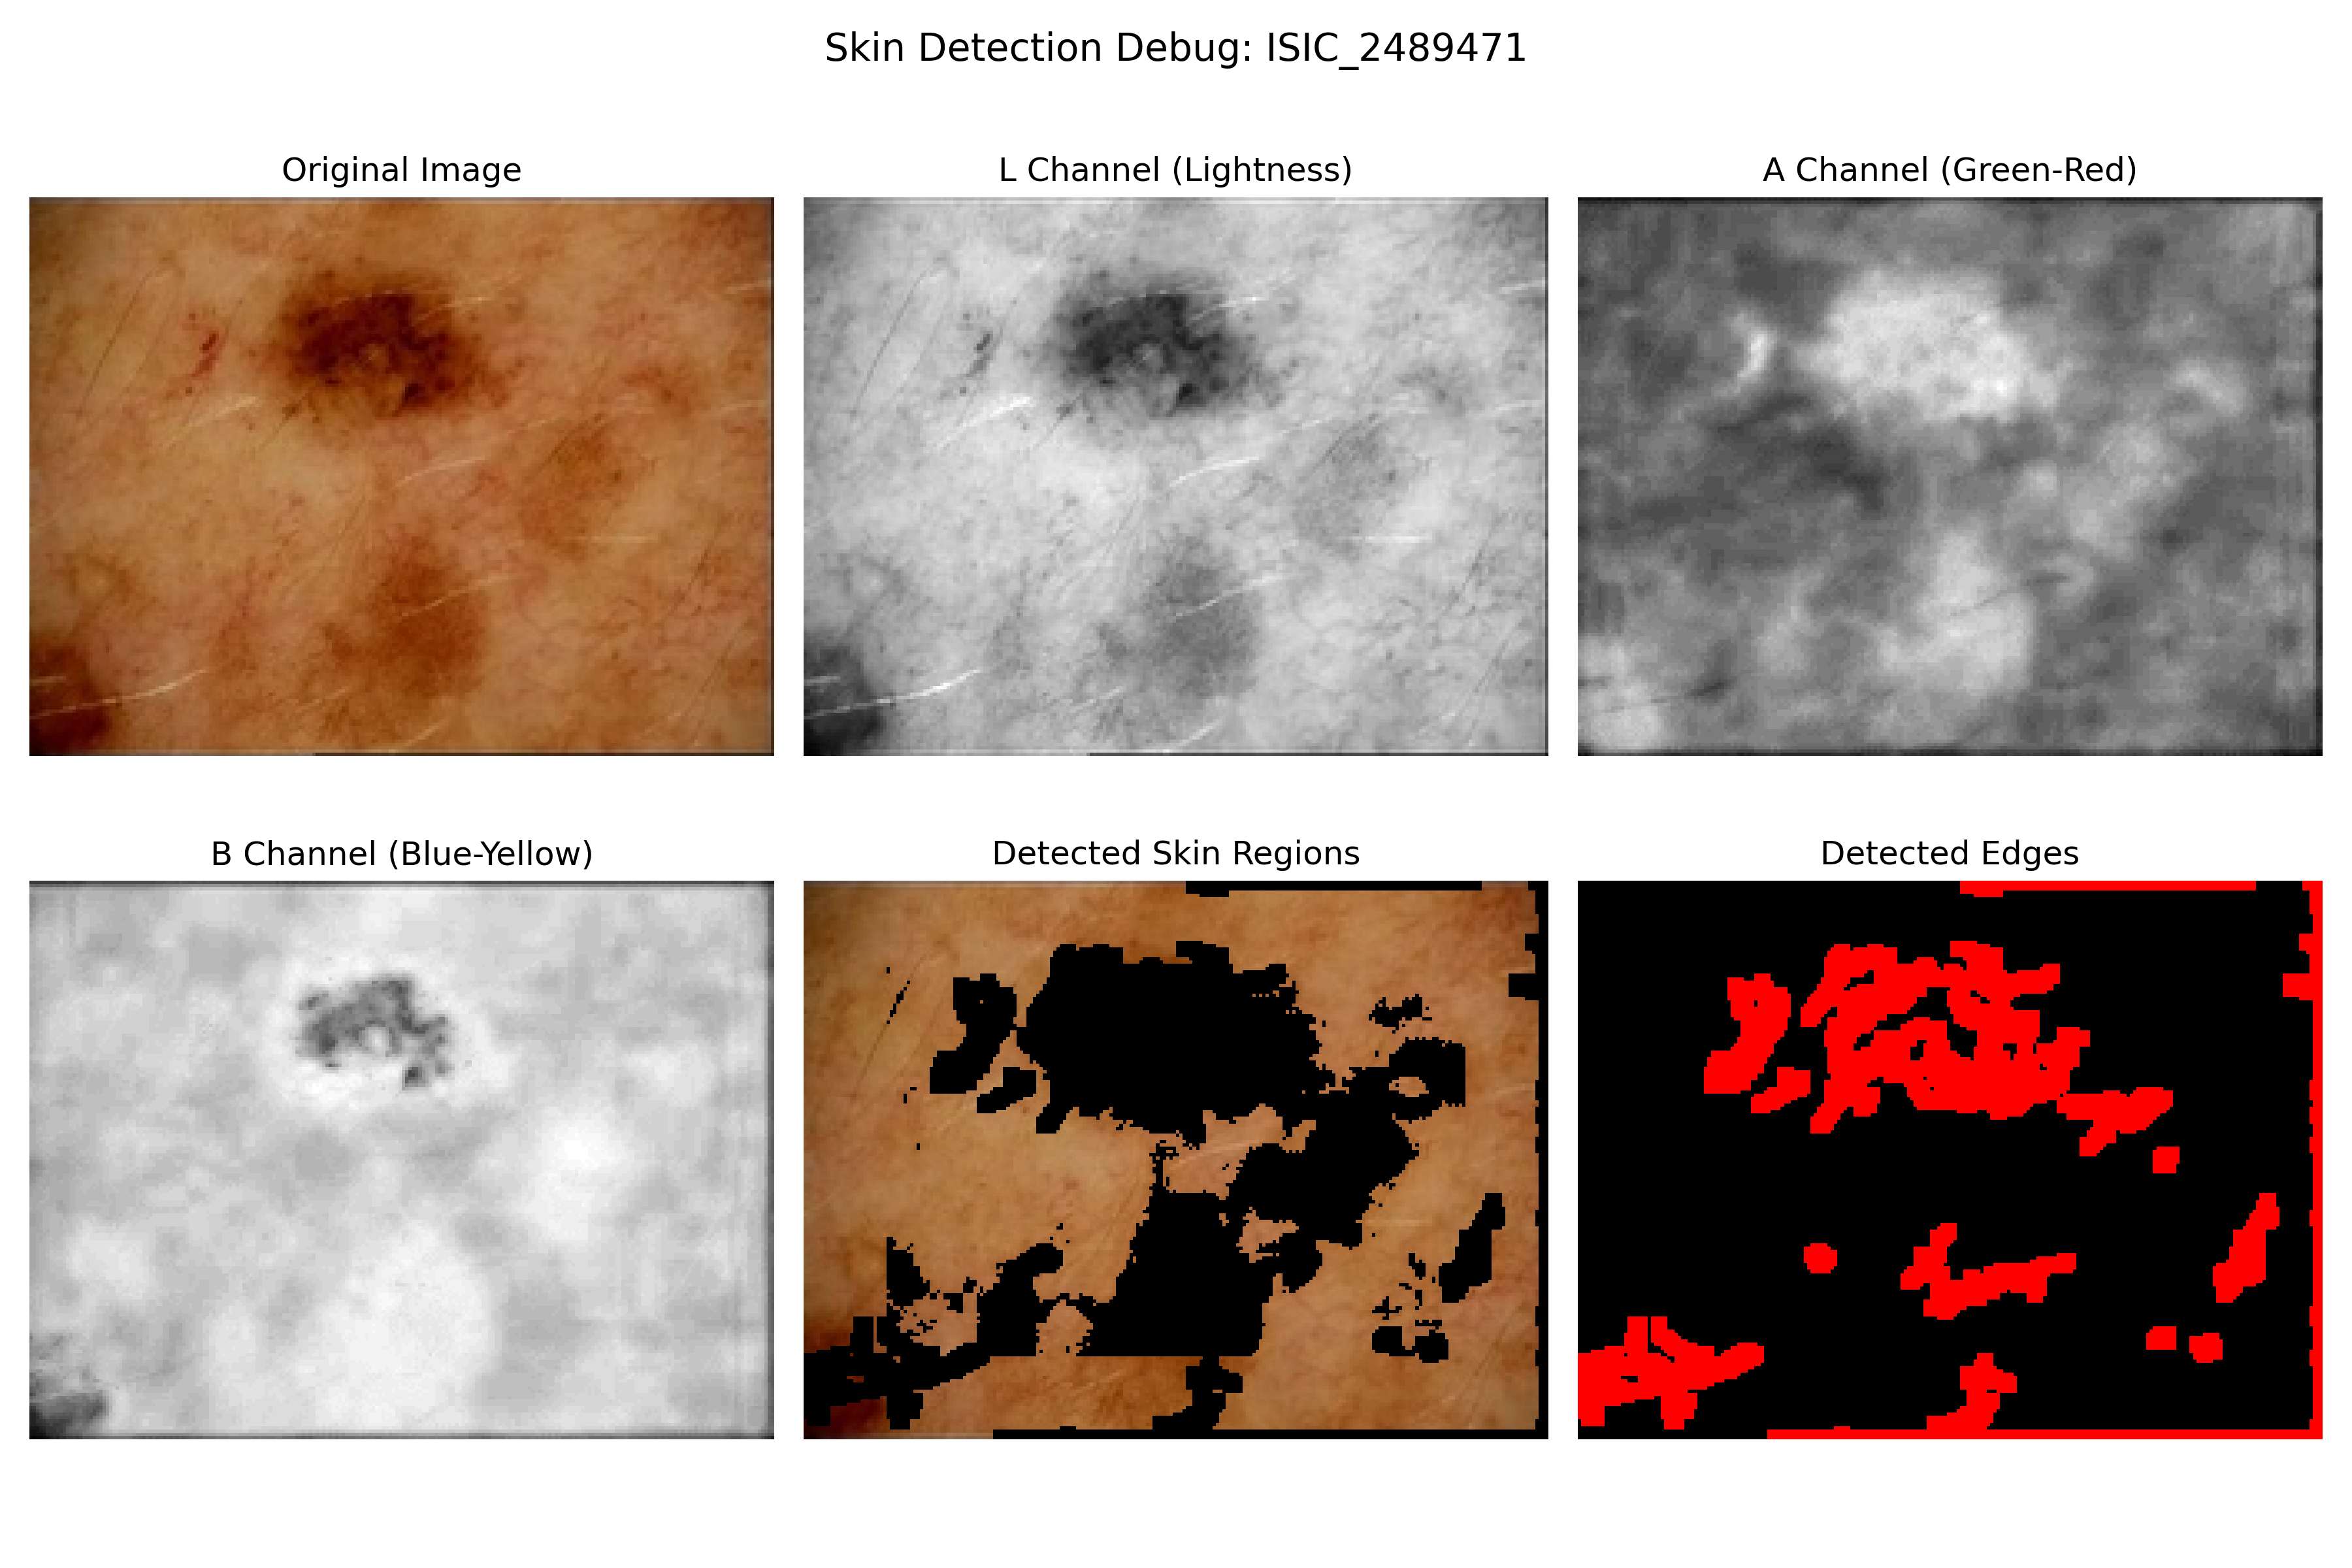 Skin Detection Debug: ISIC_2489471
Original Image
L Channel (Lightness)
A Channel (Green-Red)
B Channel (Blue-Yellow)
Detected Skin Regions
Detected Edges